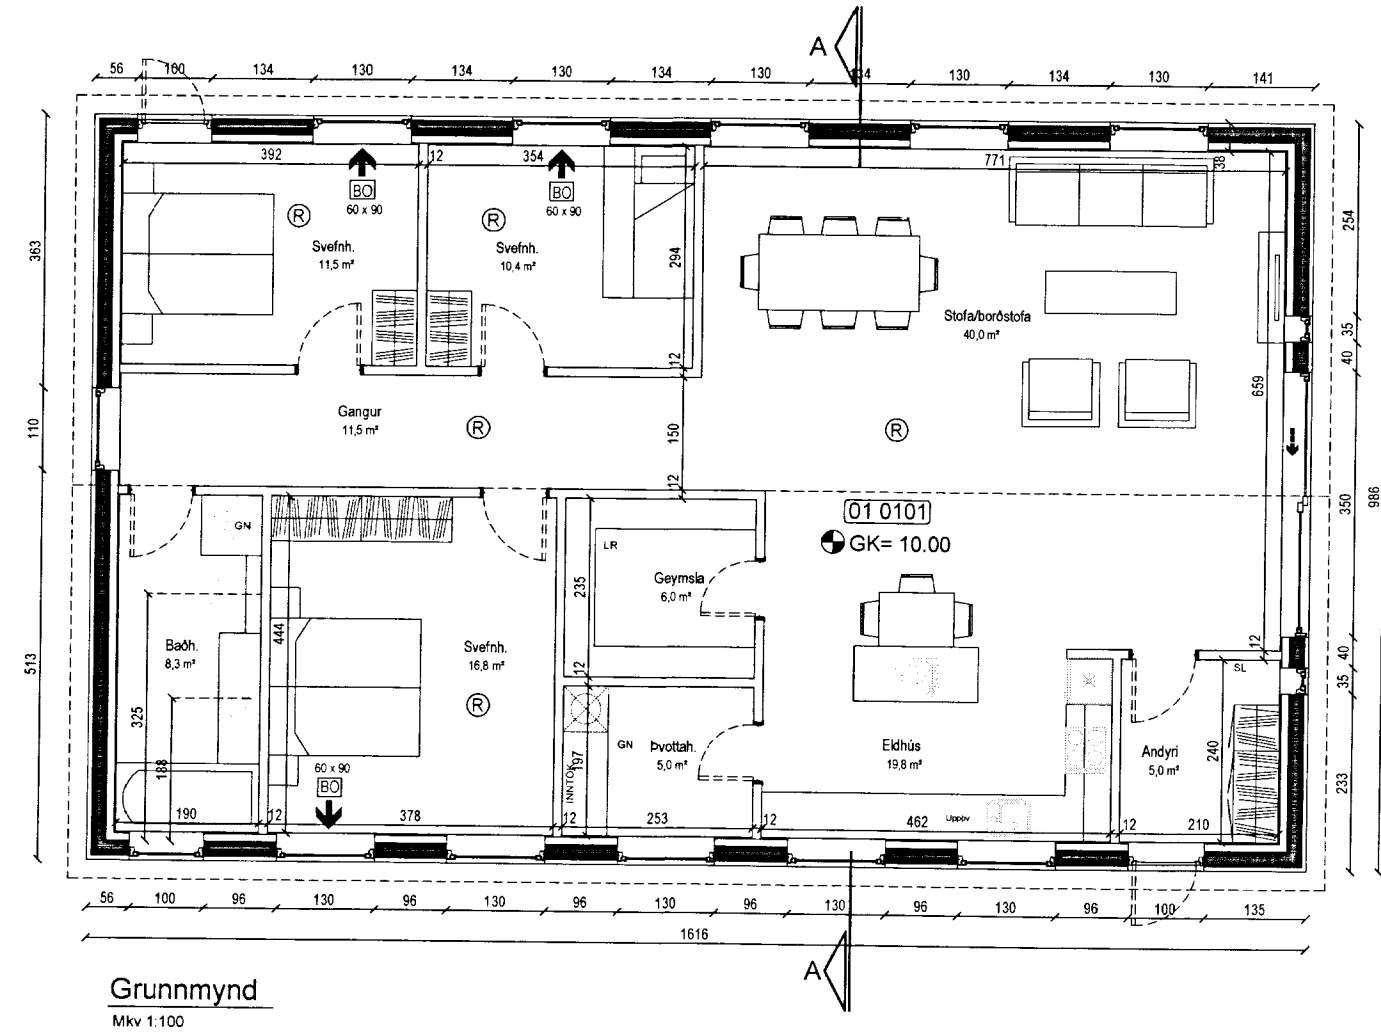 A
56 100 134 130 134 130 134 130 134 130 134 130 141
392 12 354 771 38
BO
60 x 90
BO
60 x 90
R
R
Svefnh.
11,5 m²
Svefnh.
10,4 m²
294
Stofa/borðstofa
40,0 m²
363
254
35
40
12
659
Gangur
11,5 m²
R
R
150
110
12
350
986
01 0101
GK= 10.00
GN
LR
Geymsla
6,0 m²
235
444
Baðh.
8,3 m²
Svefnh.
16,8 m²
R
513
12
12
40
SL
35
325
188
GN
Þvottah.
5,0 m²
INNTÖK
197
Eldhús
19,8 m²
Andyri
5,0 m²
240
233
60 x 90
BO
Uppþv
190 12 378 12 253 12 462 12 210
56 100 96 130 96 130 96 130 96 130 96 130 96 100 135
1616
A
Grunnmynd
Mkv 1:100